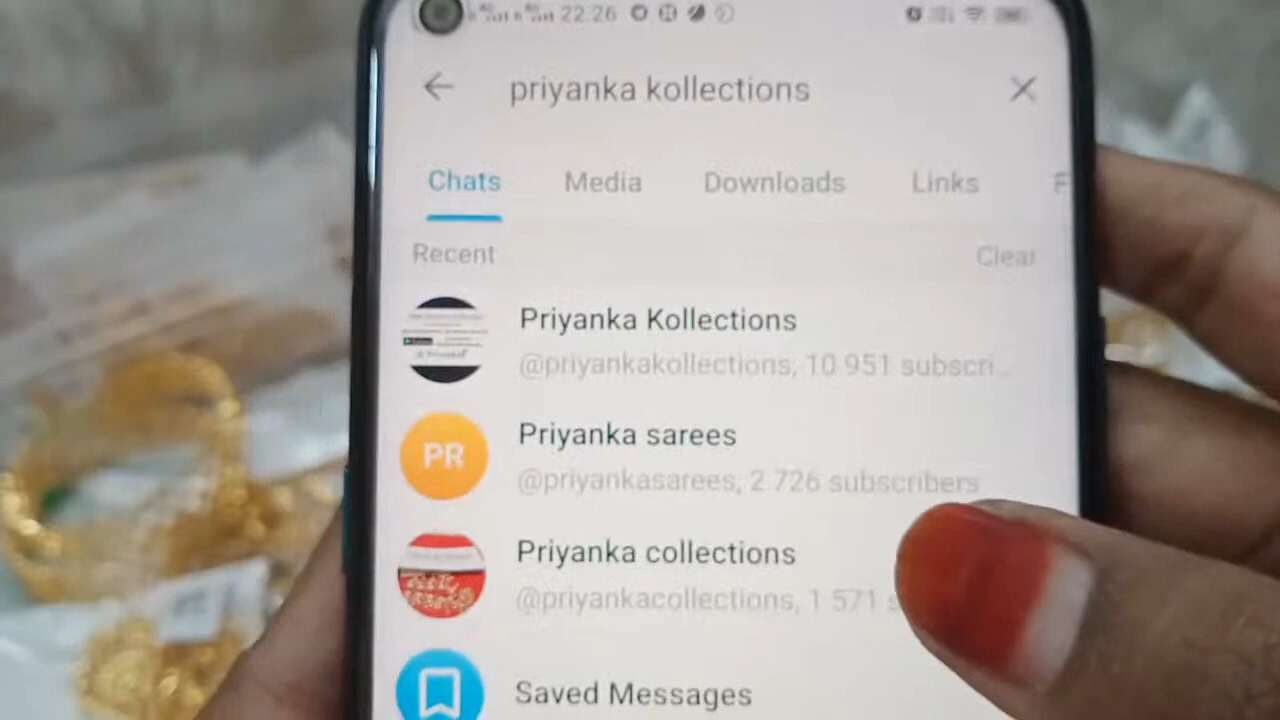 22:26
priyanka kollections
Chats Media Downloads Links F
Recent Clear
Priyanka Kollections
@priyankakollections, 10 951 subscri...
PR
Priyanka sarees
@priyankasarees, 2 726 subscribers
Priyanka collections
@priyankacollections, 1 571 s
Saved Messages